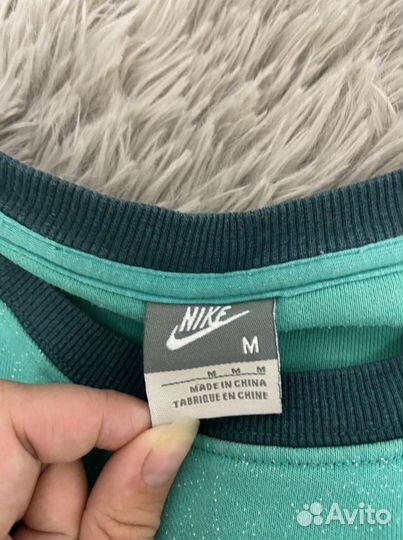 NIKE
M
M M M
MADE IN CHINA
TABRIQUE EN CHINE
Avito